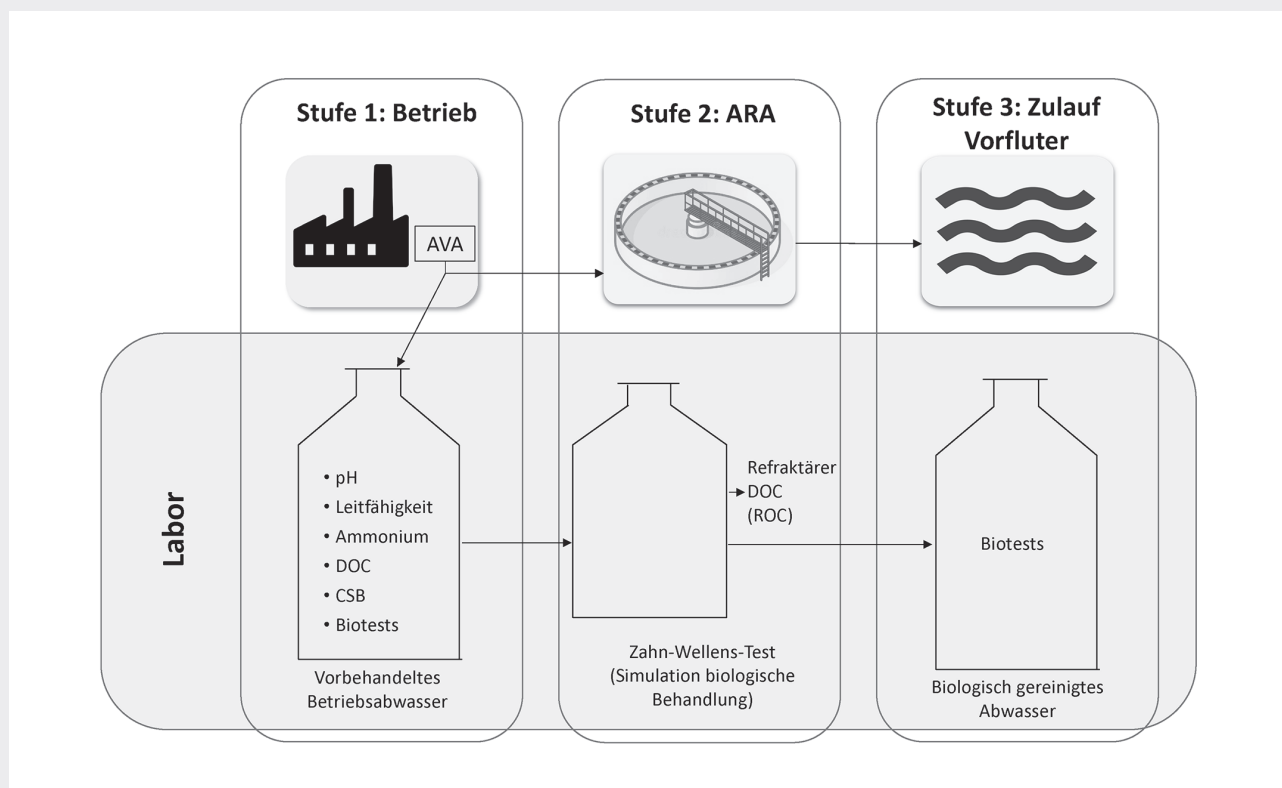 Stufe 1: Betrieb
AVA
Stufe 2: ARA
Stufe 3: Zulauf
Vorfluter
Labor
• pH
• Leitfähigkeit
• Ammonium
• DOC
• CSB
• Biotests
Vorbehandeltes
Betriebsabwasser
Refraktärer
DOC
(ROC)
Zahn-Wellens-Test
(Simulation biologische
Behandlung)
Biotests
Biologisch gereinigtes
Abwasser